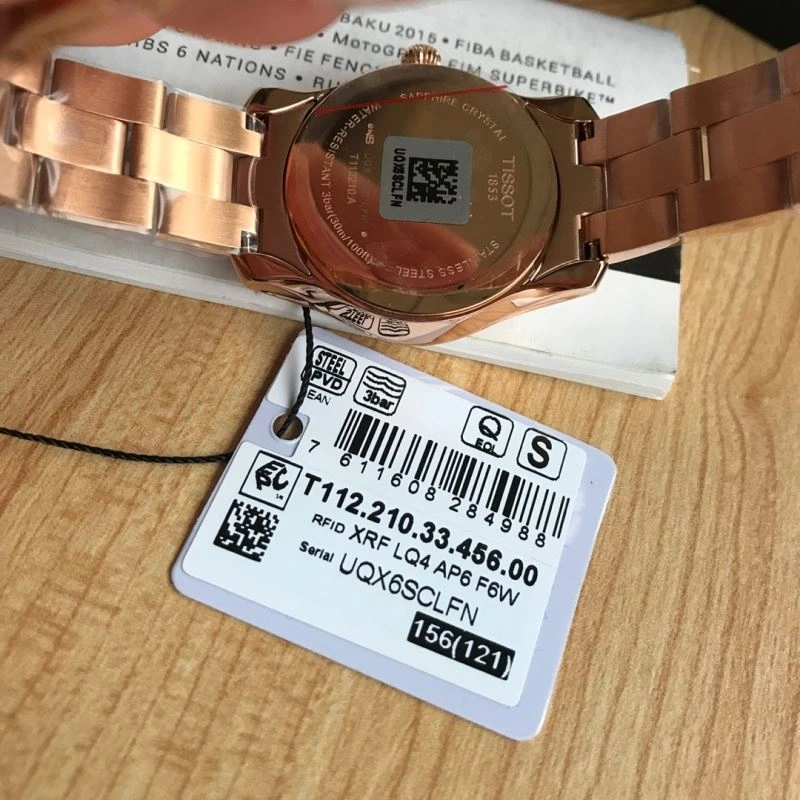 BAKU 2015 • FIBA BASKETBALL
• MOTOGP • FIM SUPERBIKE™
RBS 6 NATIONS • FIE
SAPPHIRE CRYSTAL
TISSOT
1853
STAINLESS STEEL
WATER-RESISTANT 3bar(30m/100ft)
T112210A
UQX6SCLFN
STEEL
PVD
3bar
EAN
Q
EOL
S
7 611608 284988
T112.210.33.456.00
RFID XRF LQ4 AP6 F6W
Serial UQX6SCLFN
156(121)